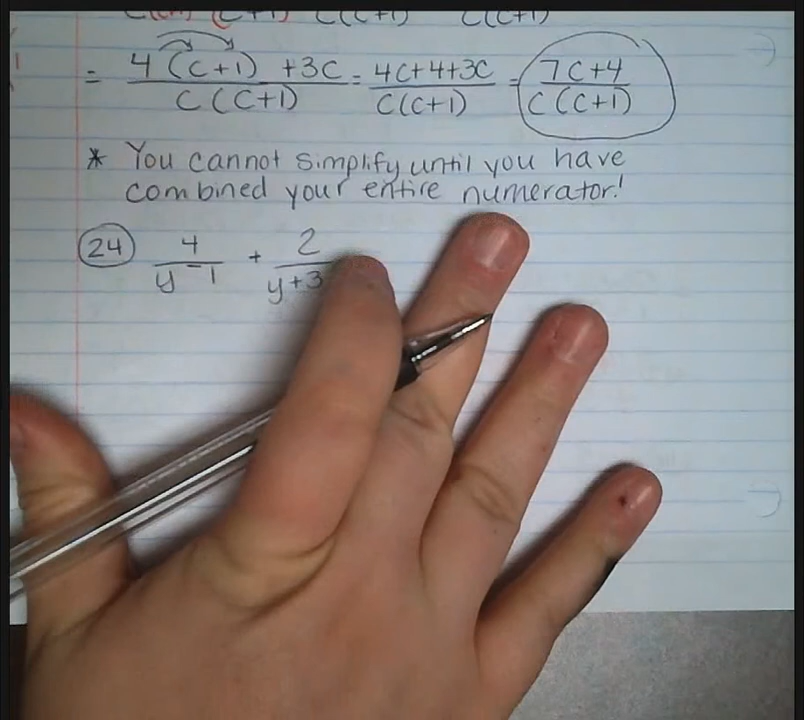 = 4(c+1)+3c / c(c+1) = 4c+4+3c / c(c+1) = 7c+4 / c(c+1)
* You cannot simplify until you have
combined your entire numerator!
24 4 / y-1 + 2 / y+3